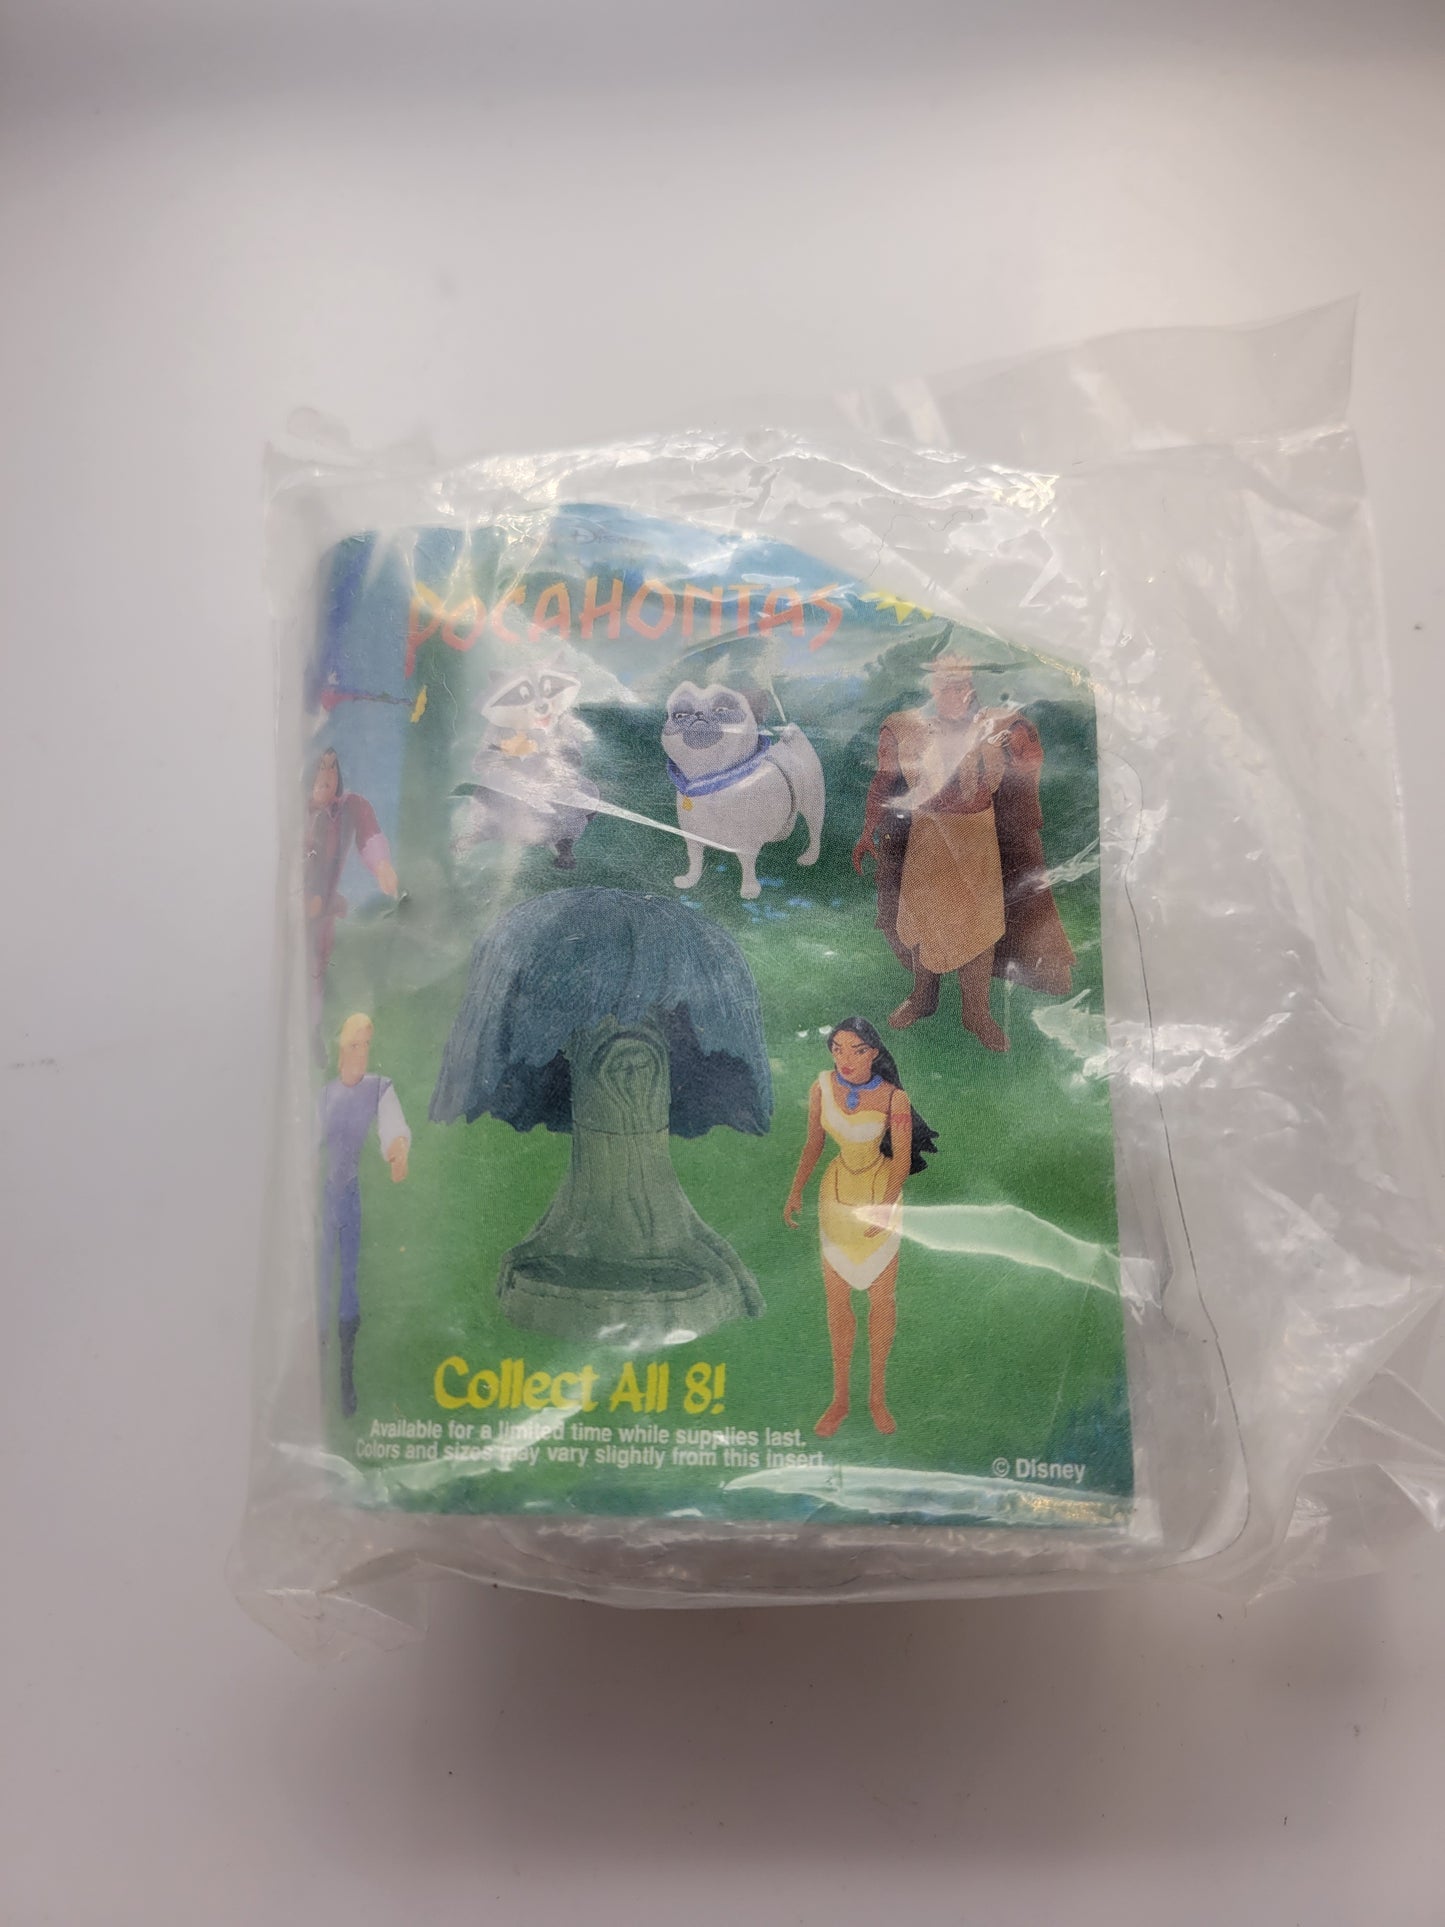 Disney
POCAHONTAS
Collect All 8!
Available for a limited time while supplies last.
Colors and sizes may vary slightly from this insert
© Disney